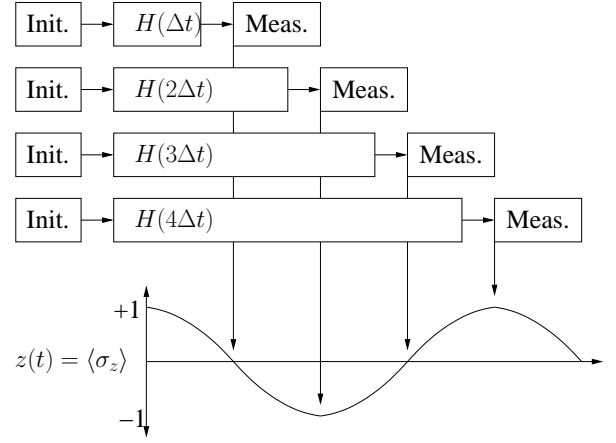 Init. H(Δt) Meas.
Init. H(2Δt) Meas.
Init. H(3Δt) Meas.
Init. H(4Δt) Meas.
+1
z(t) = ⟨σ_z⟩
−1